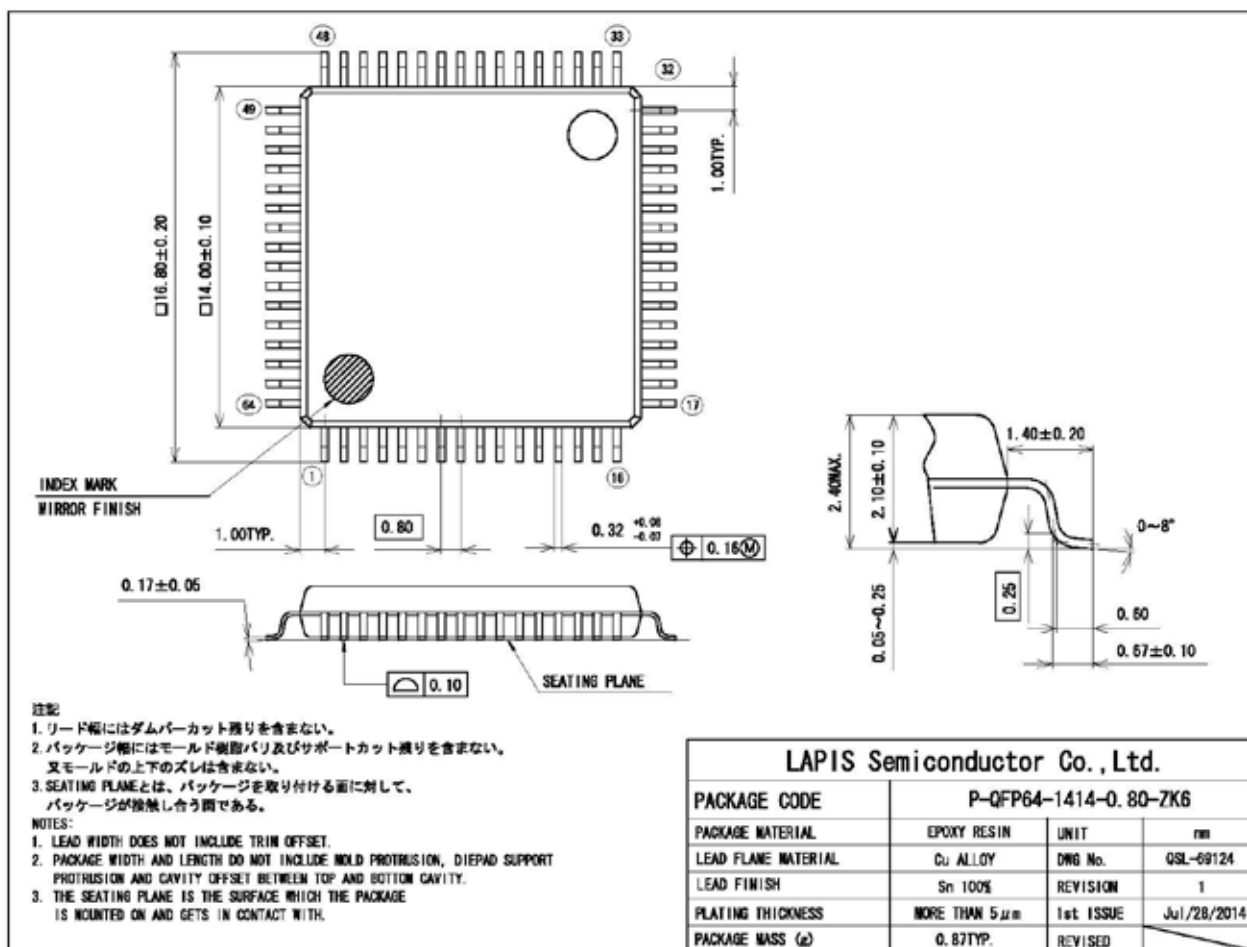 48
33
32
49
1.00TYP.
□16.80±0.20
□14.00±0.10
64
17
1
16
INDEX MARK
MIRROR FINISH
1.00TYP.
0.80
0.32 +0.08 -0.07
0.16Ⓜ
2.40MAX.
2.10±0.10
1.40±0.20
0~8°
0.05~0.25
0.25
0.60
0.67±0.10
0.17±0.05
0.10
SEATING PLANE
注記
1. リード幅にはダムバーカット残りを含まない。
2. パッケージ幅にはモールド樹脂バリ及びサポートカット残りを含まない。
又モールドの上下のズレは含まない。
3. SEATING PLANEとは、パッケージを取り付ける面に対して、
パッケージが接触し合う面である。
NOTES:
1. LEAD WIDTH DOES NOT INCLUDE TRIM OFFSET.
2. PACKAGE WIDTH AND LENGTH DO NOT INCLUDE MOLD PROTRUSION, DIEPAD SUPPORT
PROTRUSION AND CAVITY OFFSET BETWEEN TOP AND BOTTOM CAVITY.
3. THE SEATING PLANE IS THE SURFACE WHICH THE PACKAGE
IS MOUNTED ON AND GETS IN CONTACT WITH.
LAPIS Semiconductor Co.,Ltd.
PACKAGE CODE P-QFP64-1414-0.80-ZK6
PACKAGE MATERIAL EPOXY RESIN UNIT mm
LEAD FLANE MATERIAL Cu ALLOY DWG No. QSL-69124
LEAD FINISH Sn 100% REVISION 1
PLATING THICKNESS MORE THAN 5μm 1st ISSUE Jul/28/2014
PACKAGE MASS (g) 0.87TYP. REVISED